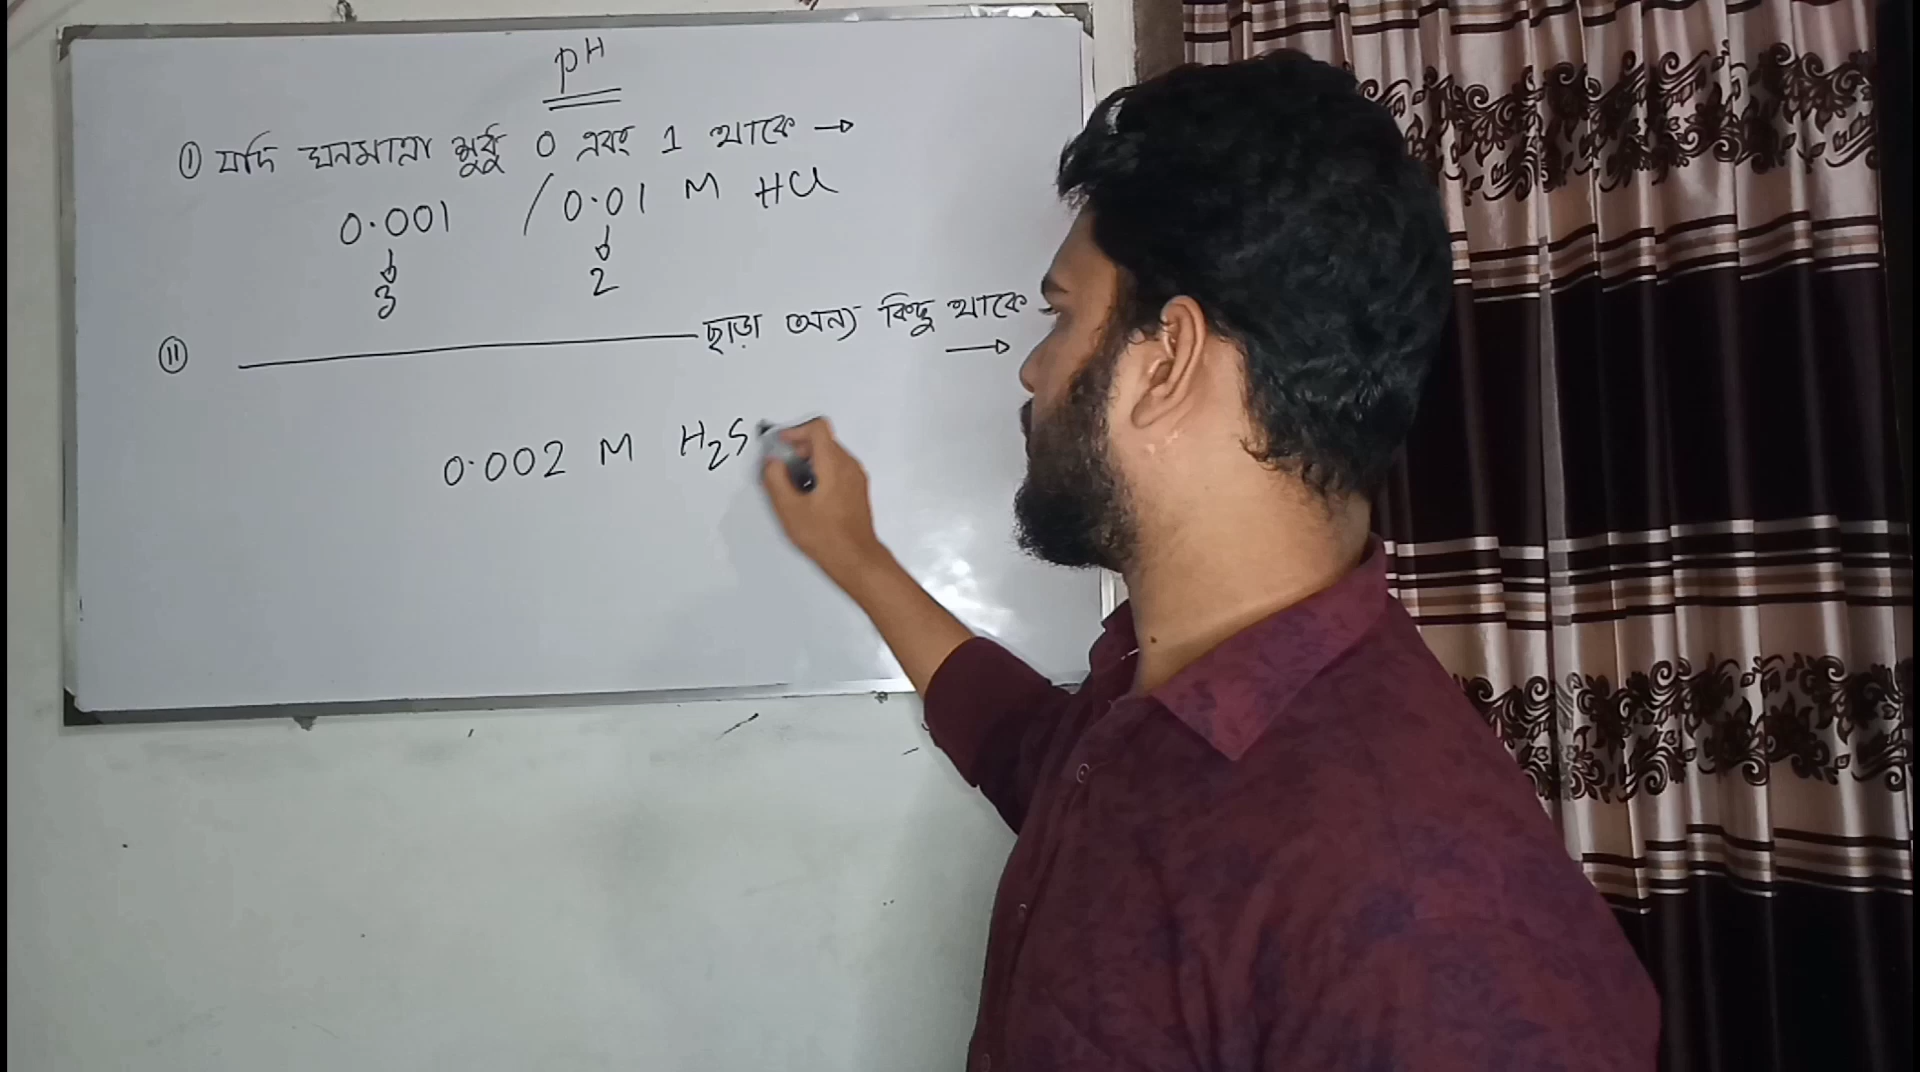 pH
① যদি ঘনমাত্রা শুধু 0 এবং 1 থাকে →
0.001 / 0.01 M HCl
↓ ↓
3 2
⑪ ———— ছাড়া অন্য কিছু থাকে
→
0.002 M H₂S